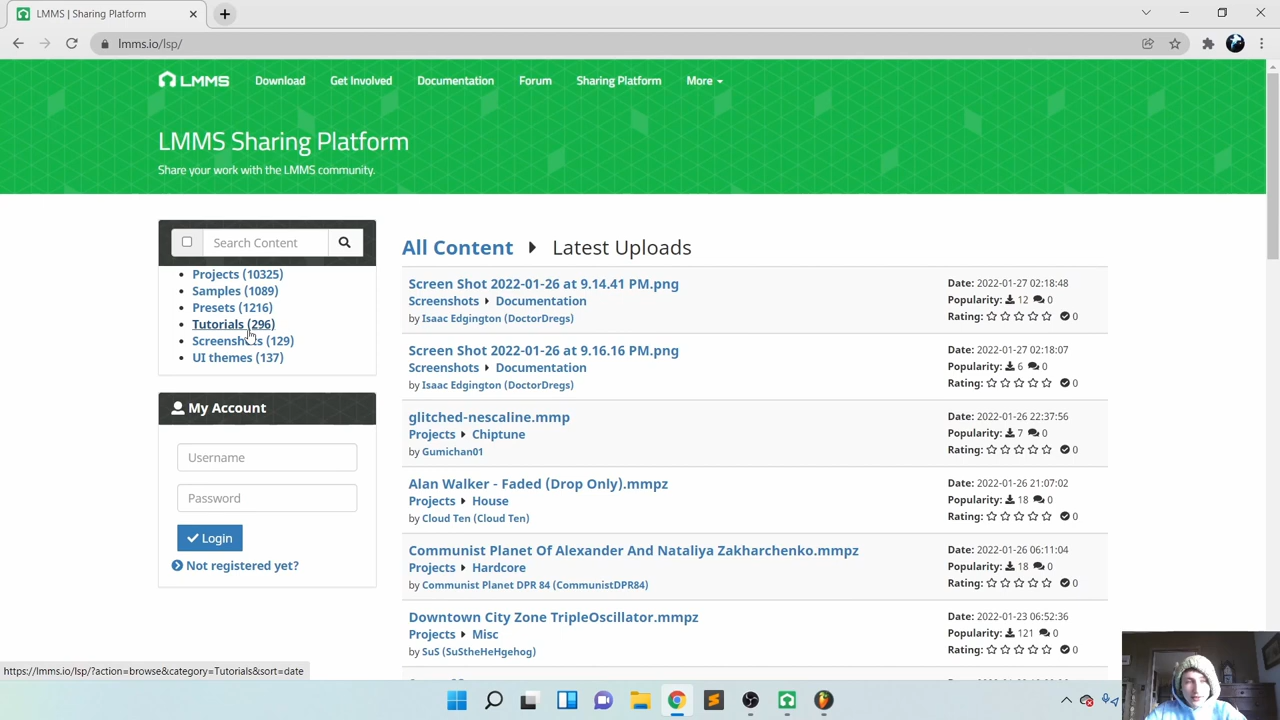 LMMS | Sharing Platform
lmms.io/lsp/
LMMS
Download
Get Involved
Documentation
Forum
Sharing Platform
More
LMMS Sharing Platform
Share your work with the LMMS community.
Search Content
Projects (10325)
Samples (1089)
Presets (1216)
Tutorials (296)
Screenshots (129)
UI themes (137)
My Account
Username
Password
Login
Not registered yet?
All Content Latest Uploads
Screen Shot 2022-01-26 at 9.14.41 PM.png
Screenshots Documentation
by Isaac Edgington (DoctorDregs)
Date: 2022-01-27 02:18:48
Popularity: 12 0
Rating: 0
Screen Shot 2022-01-26 at 9.16.16 PM.png
Screenshots Documentation
by Isaac Edgington (DoctorDregs)
Date: 2022-01-27 02:18:07
Popularity: 6 0
Rating: 0
glitched-nescaline.mmp
Projects Chiptune
by Gumichan01
Date: 2022-01-26 22:37:56
Popularity: 7 0
Rating: 0
Alan Walker - Faded (Drop Only).mmpz
Projects House
by Cloud Ten (Cloud Ten)
Date: 2022-01-26 21:07:02
Popularity: 18 0
Rating: 0
Communist Planet Of Alexander And Nataliya Zakharchenko.mmpz
Projects Hardcore
by Communist Planet DPR 84 (CommunistDPR84)
Date: 2022-01-26 06:11:04
Popularity: 18 0
Rating: 0
Downtown City Zone TripleOscillator.mmpz
Projects Misc
by SuS (SuStheHeHgehog)
Date: 2022-01-23 06:52:36
Popularity: 121 0
Rating: 0
https://lmms.io/lsp/?action=browse&category=Tutorials&sort=date